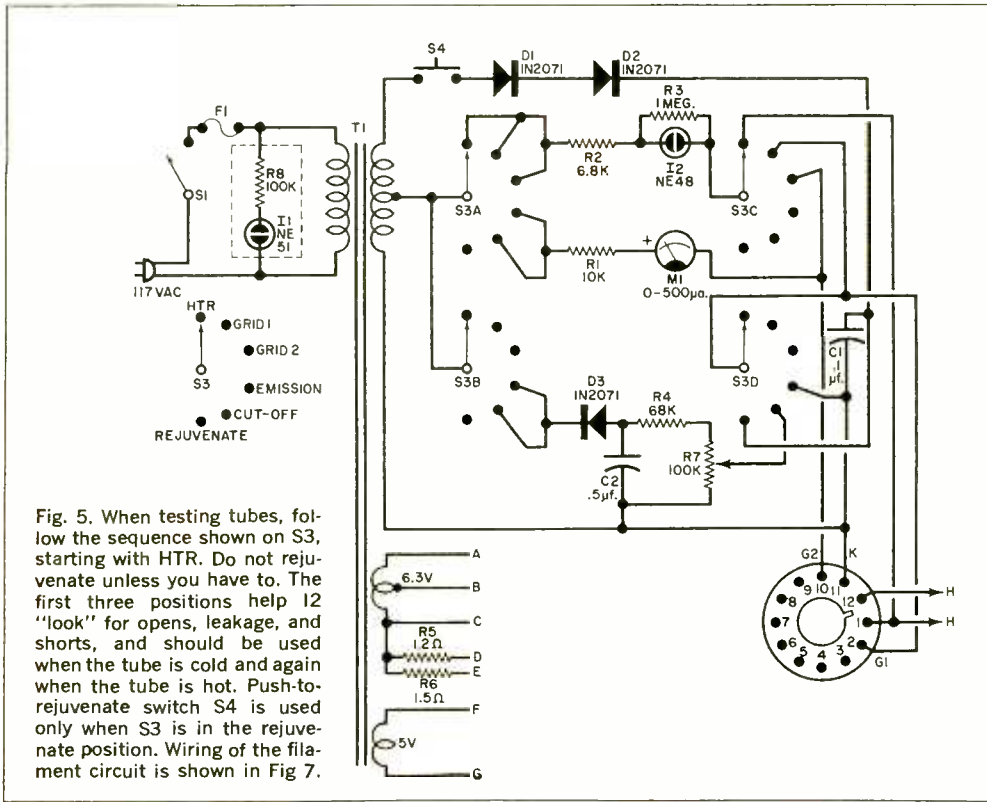 S4
D1
1N2071
D2
1N2071
R3
1 MEG.
F1
T1
R8
100K
R2
6.8K
I2
NE48
S1
I1
NE
51
S3A
S3C
+
R1
10K
M1
0-500µa.
117 VAC
HTR
GRID 1
GRID 2
S3
EMISSION
CUT-OFF
REJUVENATE
S3B
S3D
C1
.1
µf.
D3
1N2071
R4
68K
R7
100K
C2
.5µf.
Fig. 5. When testing tubes, fol-
low the sequence shown on S3,
starting with HTR. Do not reju-
venate unless you have to. The
first three positions help I2
"look" for opens, leakage, and
shorts, and should be used
when the tube is cold and again
when the tube is hot. Push-to-
rejuvenate switch S4 is used
only when S3 is in the rejuve-
nate position. Wiring of the fila-
ment circuit is shown in Fig 7.
6.3V
A
B
C
R5
1.2Ω
D
E
R6
1.5Ω
F
5V
G
G2
K
9
10
11
8
12
H
7
1
H
6
2
5
4
3
G1